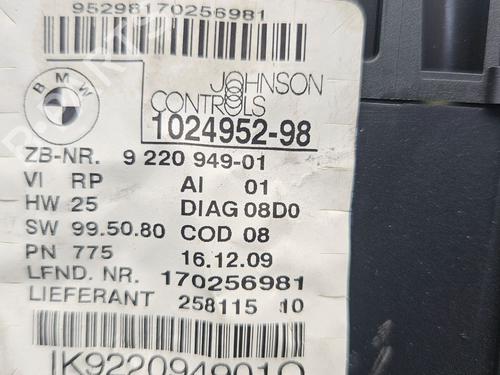 95298170256981
BMW
JOHNSON
CONTROLS
1024952-98
ZB-NR. 9 220 949-01
VI RP AI 01
HW 25 DIAG 08D0
SW 99.50.80 COD 08
PN 775 16.12.09
LFND. NR. 170256981
LIEFERANT 258115 10
IK922094901O